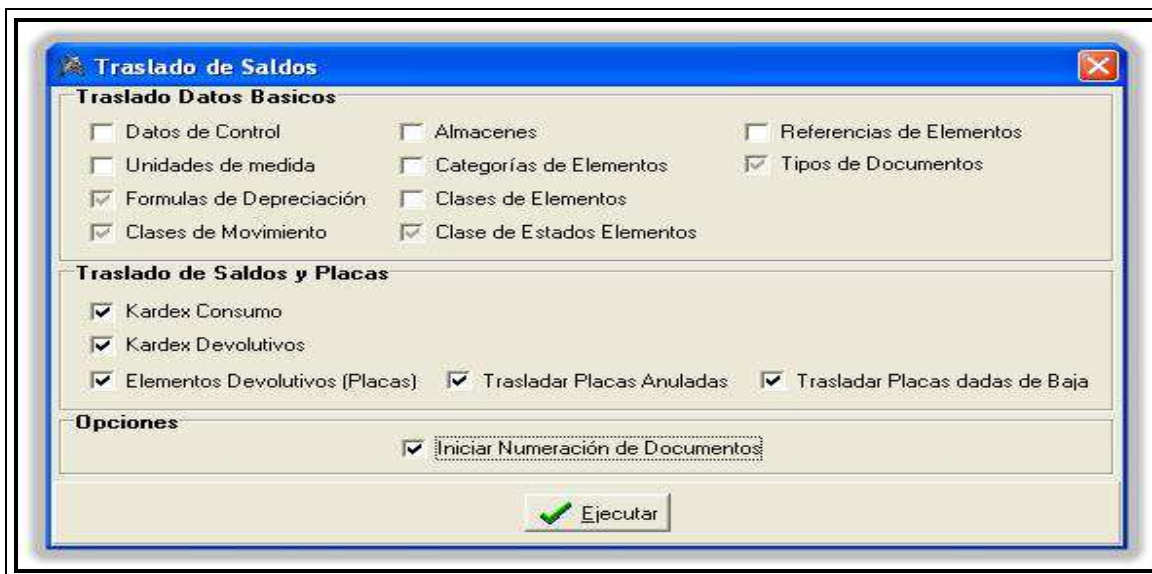 Traslado de Saldos
Traslado Datos Basicos
Datos de Control Almacenes Referencias de Elementos
Unidades de medida Categorías de Elementos Tipos de Documentos
Formulas de Depreciación Clases de Elementos
Clases de Movimiento Clase de Estados Elementos
Traslado de Saldos y Placas
Kardex Consumo
Kardex Devolutivos
Elementos Devolutivos (Placas) Trasladar Placas Anuladas Trasladar Placas dadas de Baja
Opciones
Iniciar Numeración de Documentos
Ejecutar